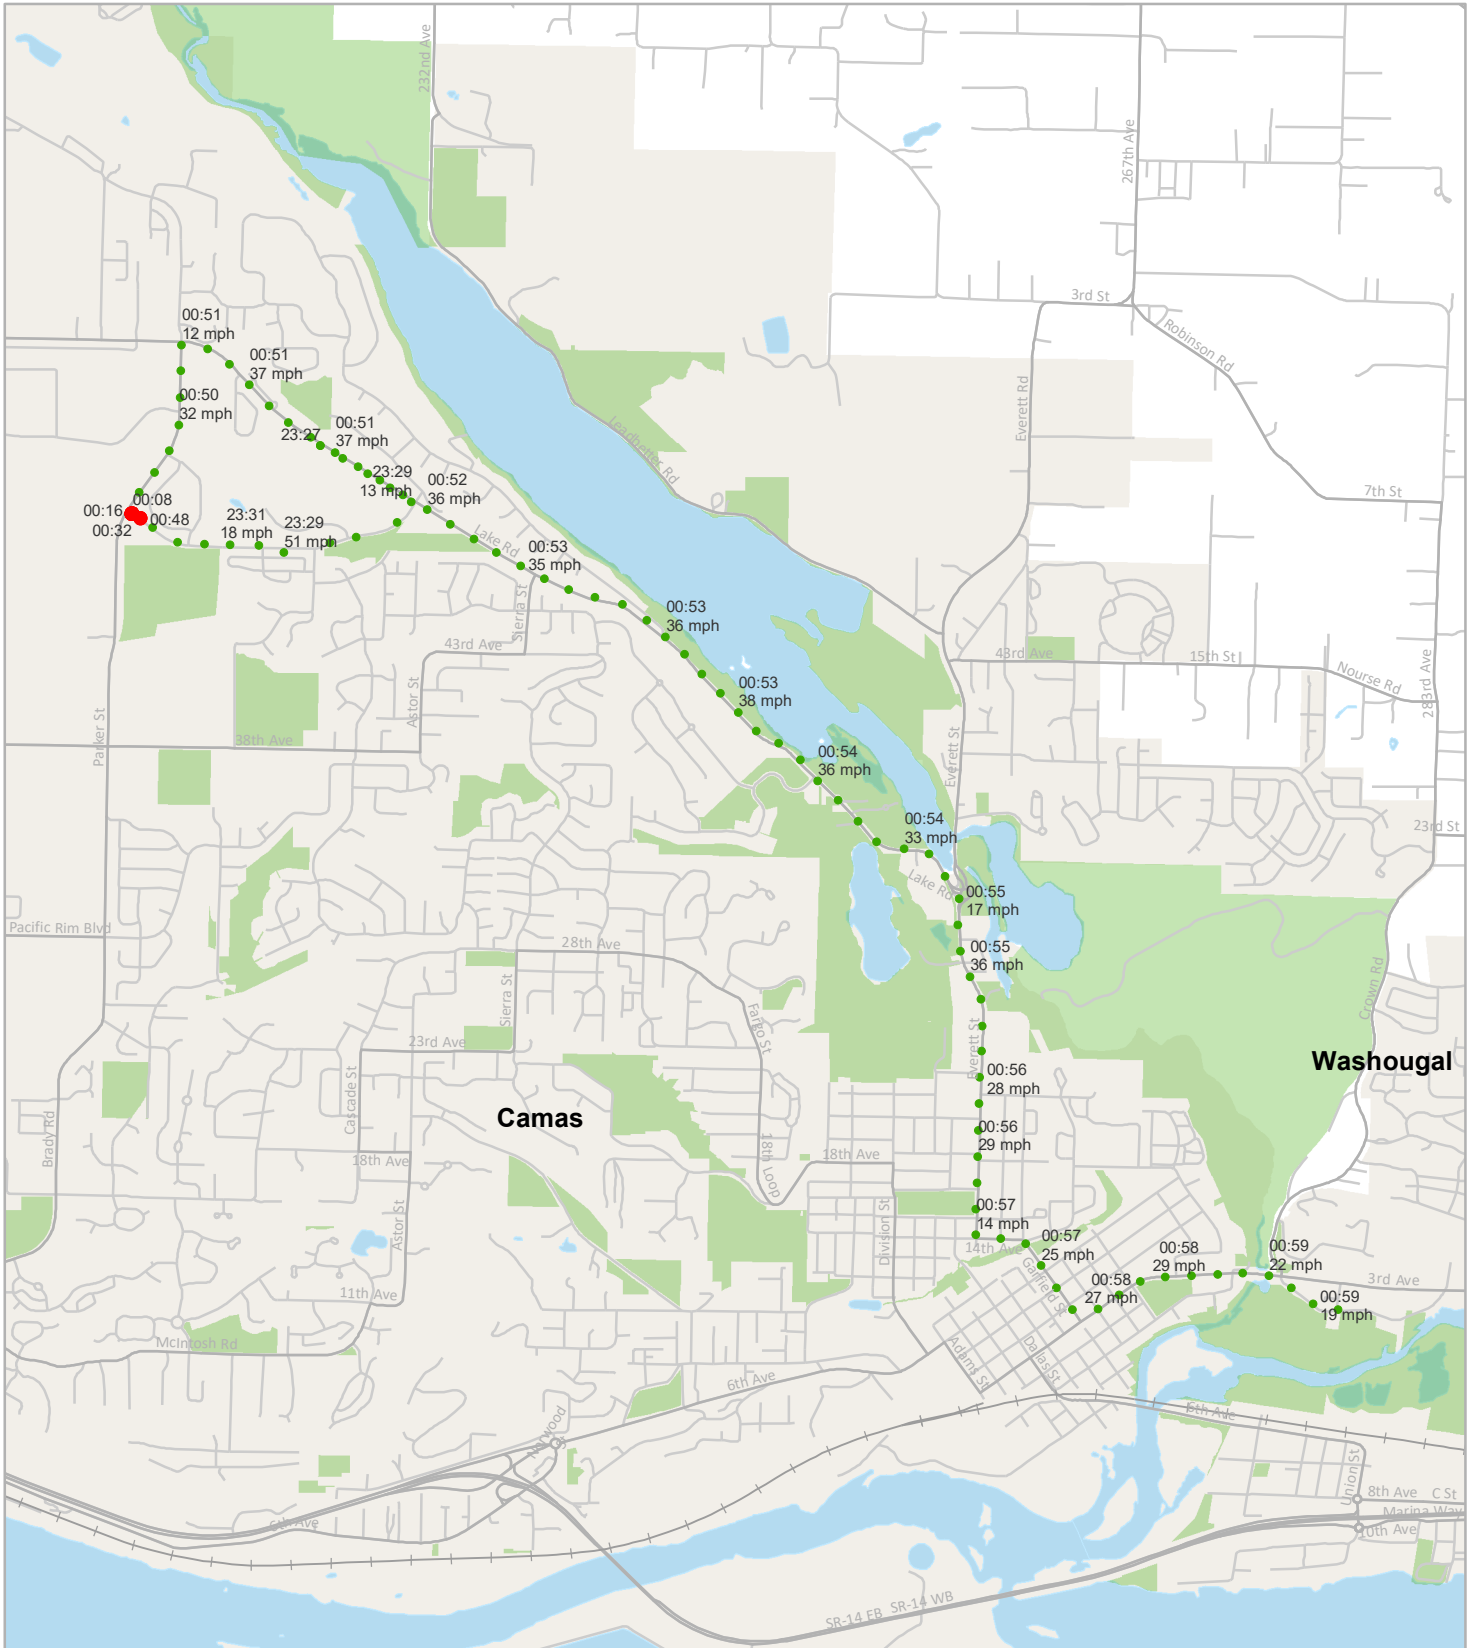 232nd Ave
267th Ave
3rd St
Robinson Rd
00:51
12 mph
00:51
37 mph
Everett Rd
00:50
32 mph
00:51
37 mph
23:27
Leadbetter Rd
23:29
13 mph
00:52
36 mph
7th St
00:08
00:16
00:48
00:32
23:31
18 mph
23:29
51 mph
Lake Rd
00:53
35 mph
Sierra St
00:53
36 mph
43rd Ave
43rd Ave
15th St
Nourse Rd
283rd Ave
Astor St
00:53
38 mph
Parker St
38th Ave
00:54
36 mph
Everett St
00:54
33 mph
23rd St
Lake Rd
00:55
17 mph
Pacific Rim Blvd
28th Ave
00:55
36 mph
Crown Rd
Sierra St
Fargo St
23rd Ave
Everett St
Washougal
00:56
28 mph
Cascade St
Camas
Brady Rd
00:56
29 mph
18th Ave
18th Loop
18th Ave
Astor St
Division St
00:57
14 mph
14th Ave
00:57
25 mph
00:58
29 mph
00:59
22 mph
Garfield St
00:58
27 mph
3rd Ave
00:59
19 mph
11th Ave
McIntosh Rd
Adams St
Dallas St
6th Ave
6th Ave
Norwood
St
Union St
8th Ave
C St
Marina Way
10th Ave
6th Ave
SR-14 EB
SR-14 WB